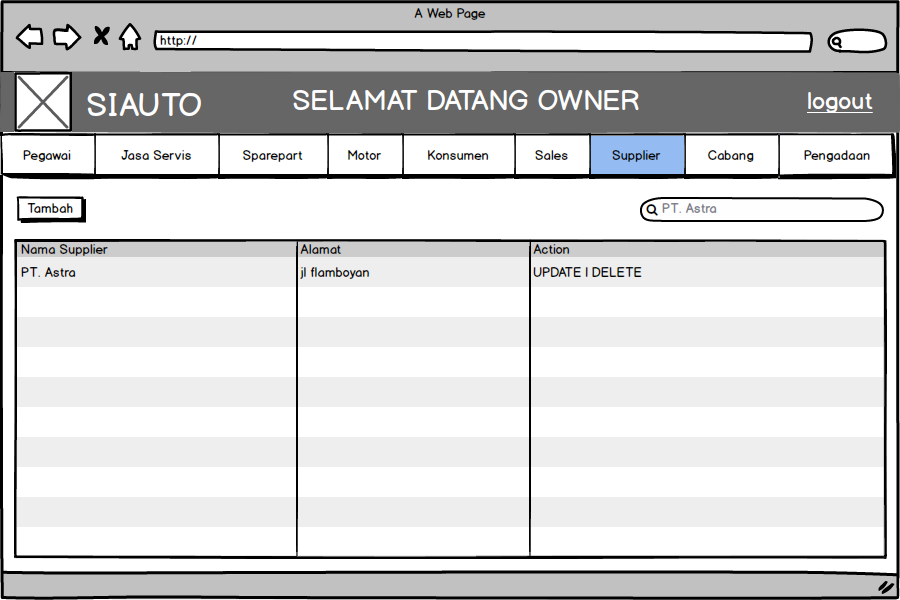 A Web Page
http://
SIAUTO
SELAMAT DATANG OWNER
logout
Pegawai
Jasa Servis
Sparepart
Motor
Konsumen
Sales
Supplier
Cabang
Pengadaan
Tambah
PT. Astra
Nama Supplier
Alamat
Action
PT. Astra
jl flamboyan
UPDATE | DELETE